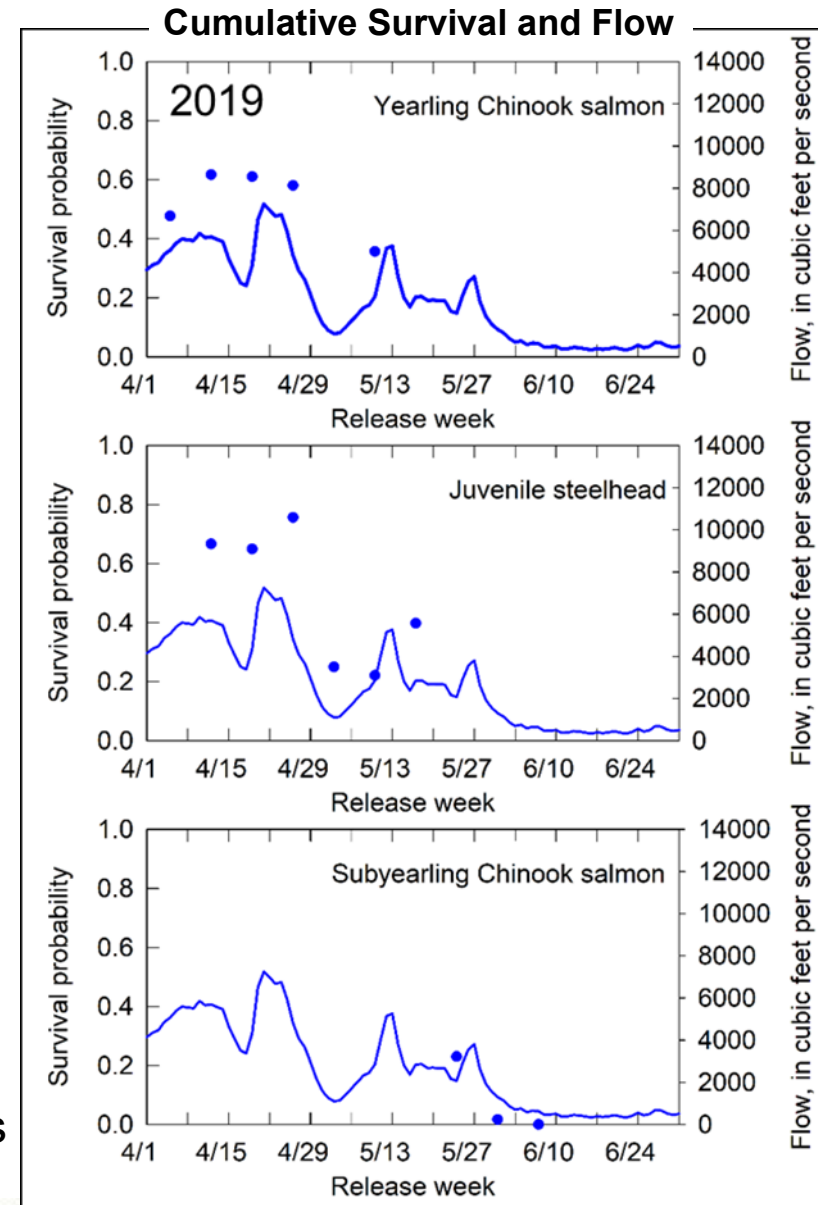 Cumulative Survival and Flow
2019
Yearling Chinook salmon
Survival probability
1.0
0.8
0.6
0.4
0.2
0.0
14000
12000
10000
8000
6000
4000
2000
0
Flow, in cubic feet per second
4/1 4/15 4/29 5/13 5/27 6/10 6/24
Release week
Juvenile steelhead
Survival probability
1.0
0.8
0.6
0.4
0.2
0.0
14000
12000
10000
8000
6000
4000
2000
0
Flow, in cubic feet per second
4/1 4/15 4/29 5/13 5/27 6/10 6/24
Release week
Subyearling Chinook salmon
Survival probability
1.0
0.8
0.6
0.4
0.2
0.0
14000
12000
10000
8000
6000
4000
2000
0
Flow, in cubic feet per second
4/1 4/15 4/29 5/13 5/27 6/10 6/24
Release week